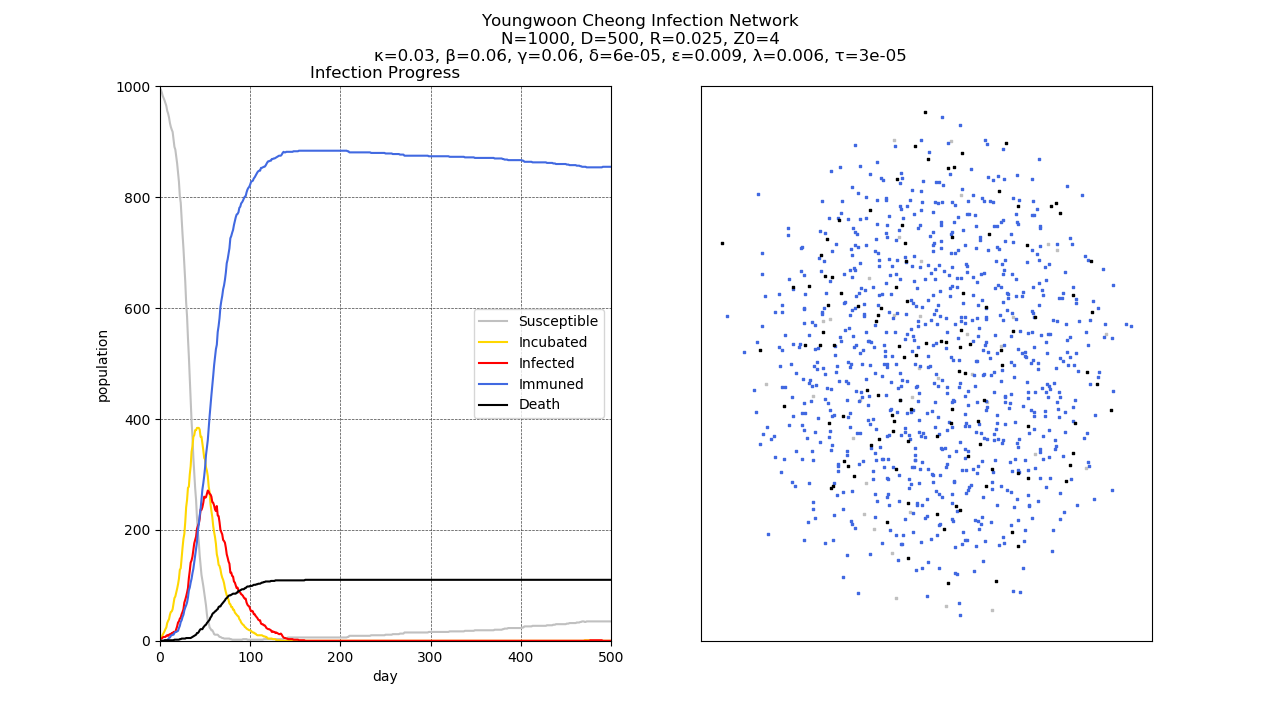 Youngwoon Cheong Infection Network
N=1000, D=500, R=0.025, Z0=4
κ=0.03, β=0.06, γ=0.06, δ=6e-05, ε=0.009, λ=0.006, τ=3e-05
Infection Progress
1000
800
600
400
200
0
population
Susceptible
Incubated
Infected
Immuned
Death
0 100 200 300 400 500
day